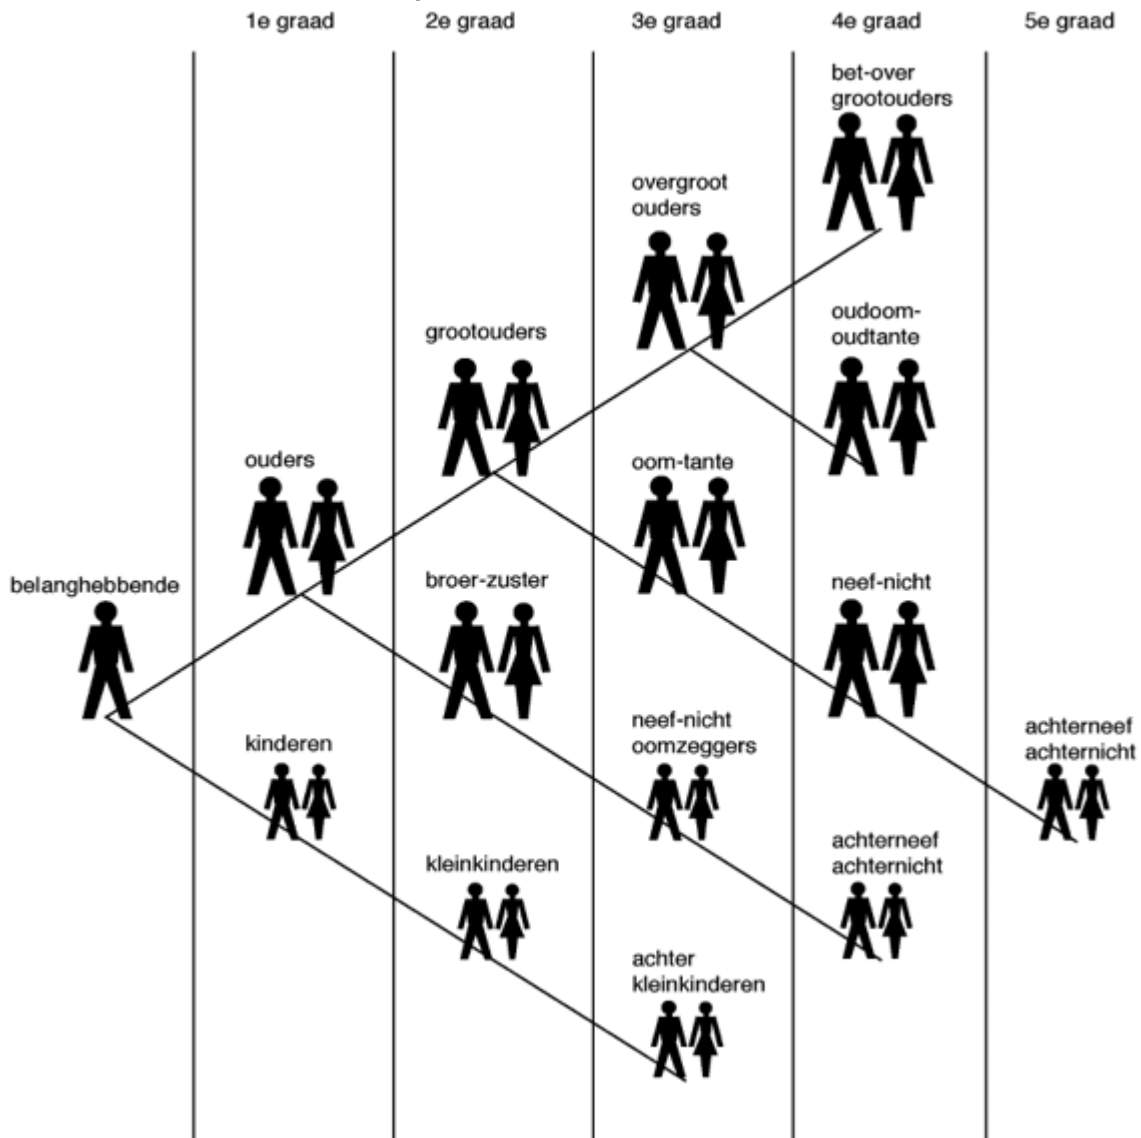 1e graad 2e graad 3e graad 4e graad 5e graad
bet-over
grootouders
overgroot
ouders
oudoom-
oudtante
grootouders
ouders
oom-tante
belanghebbende
broer-zuster
neef-nicht
neef-nicht
oomzeggers
kinderen
achterneef
achternicht
achterneef
achternicht
kleinkinderen
achter
kleinkinderen